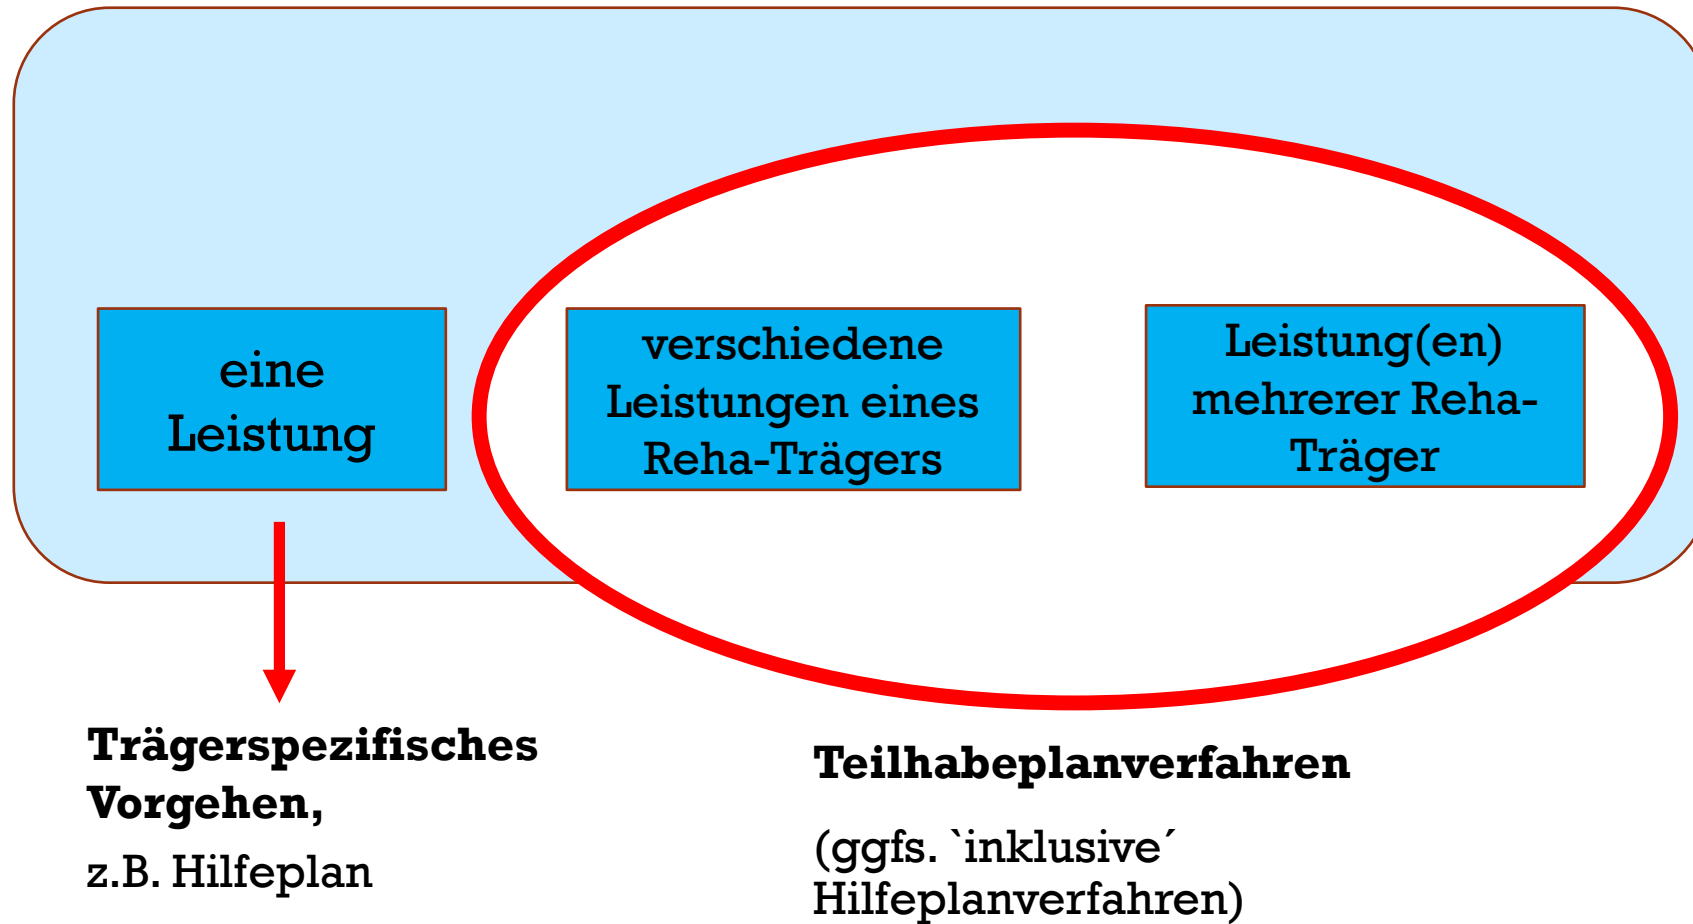 eine
Leistung
verschiedene
Leistungen eines
Reha-Trägers
Leistung(en)
mehrerer Reha-
Träger
Trägerspezifisches
Vorgehen,
z.B. Hilfeplan
Teilhabeplanverfahren
(ggfs. `inklusive´
Hilfeplanverfahren)